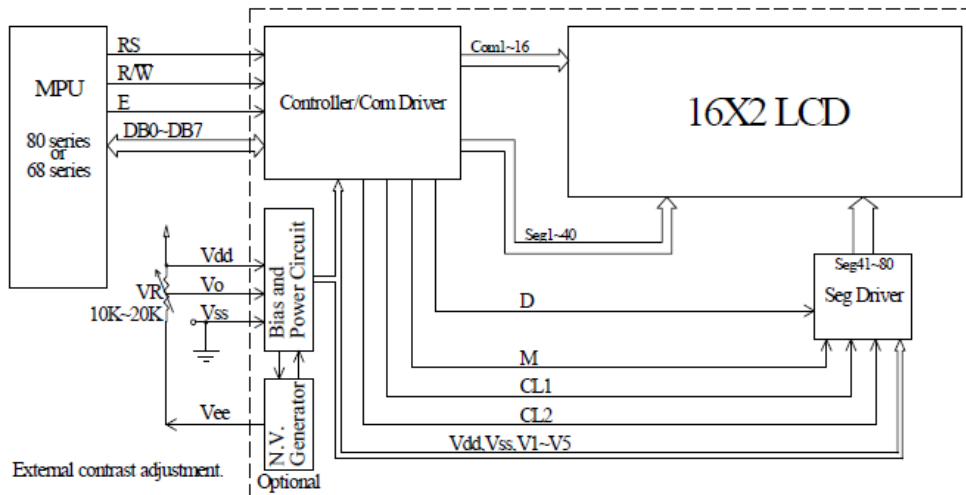 MPU
80 series
or
68 series
RS
R/W̅
E
DB0~DB7
Controller/Com Driver
Com1~16
16X2 LCD
Seg1~40
Seg41~80
Seg Driver
Vdd
Vo
Vss
VR
10K~20K
Bias and
Power Circuit
D
M
CL1
CL2
Vdd,Vss,V1~V5
Vee
N.V.
Generator
Optional
External contrast adjustment.